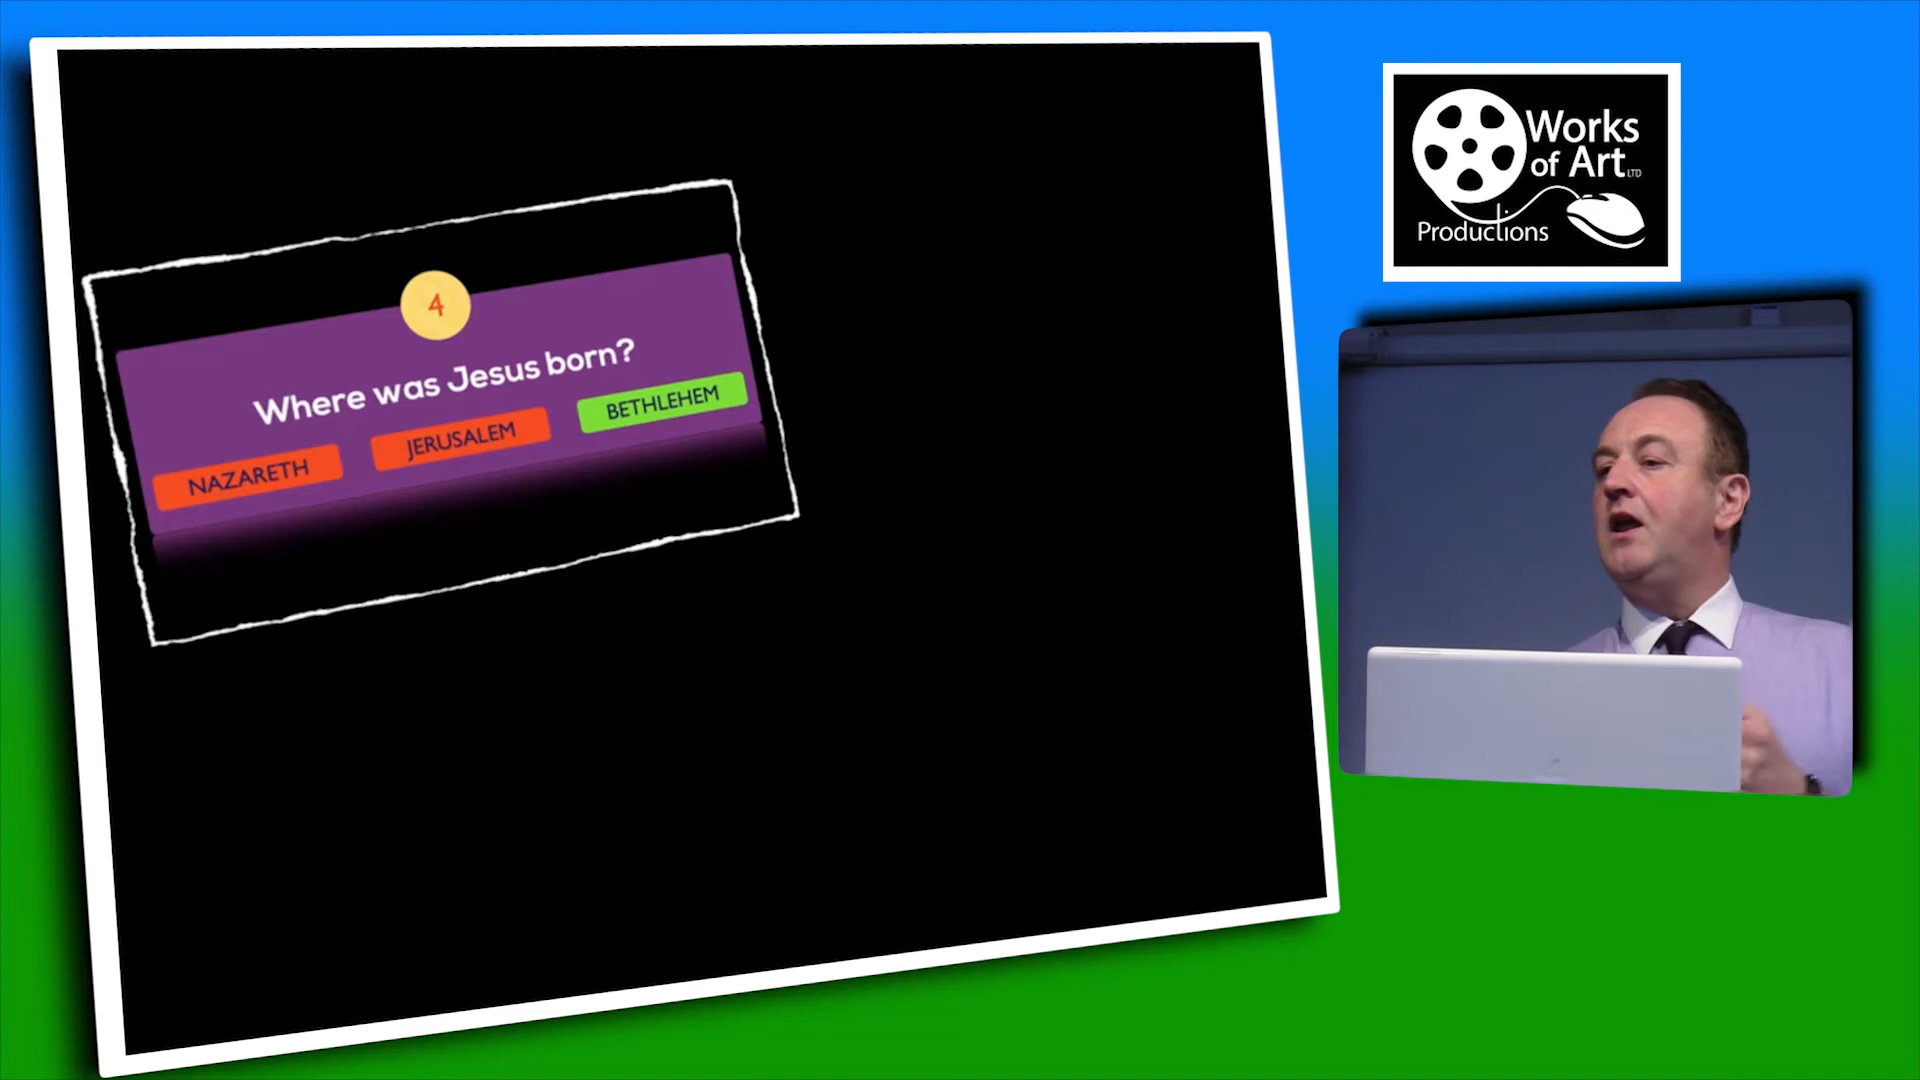 4
Where was Jesus born?
NAZARETH
JERUSALEM
BETHLEHEM
Works
of Art LTD
Productions